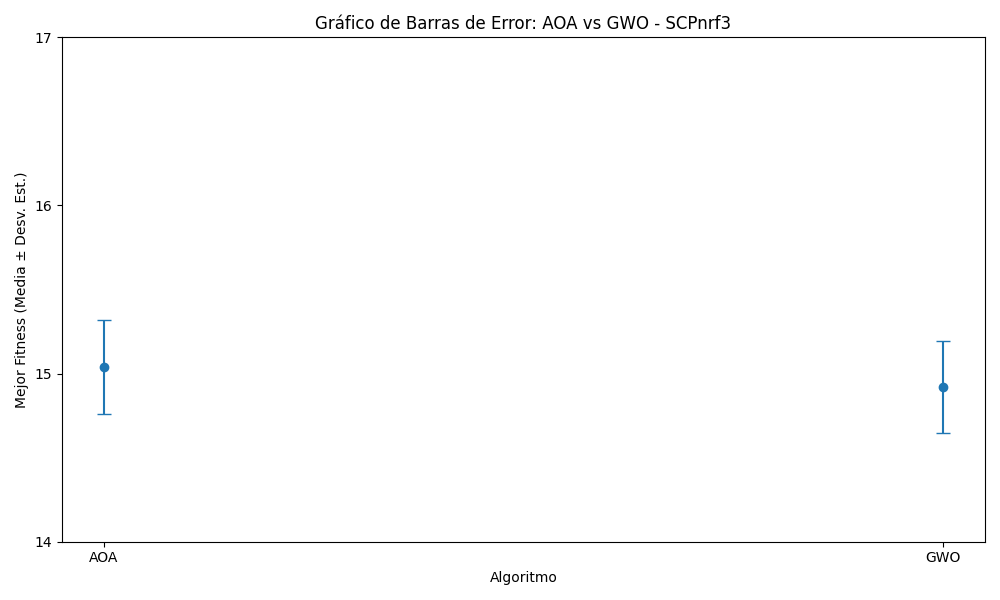 Gráfico de Barras de Error: AOA vs GWO - SCPnrf3
17
16
15
14
Mejor Fitness (Media ± Desv. Est.)
AOA
GWO
Algoritmo